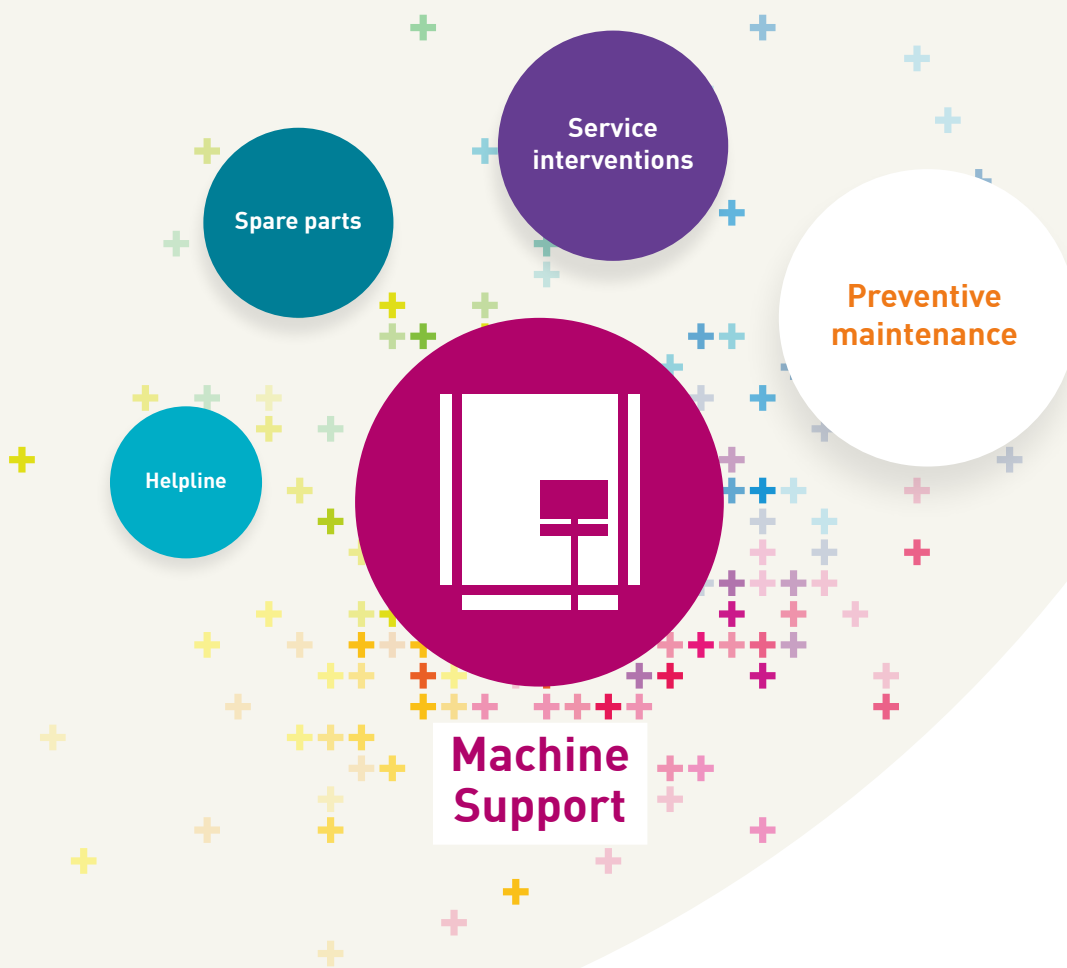 Service
interventions
Spare parts
Preventive
maintenance
Helpline
Machine
Support